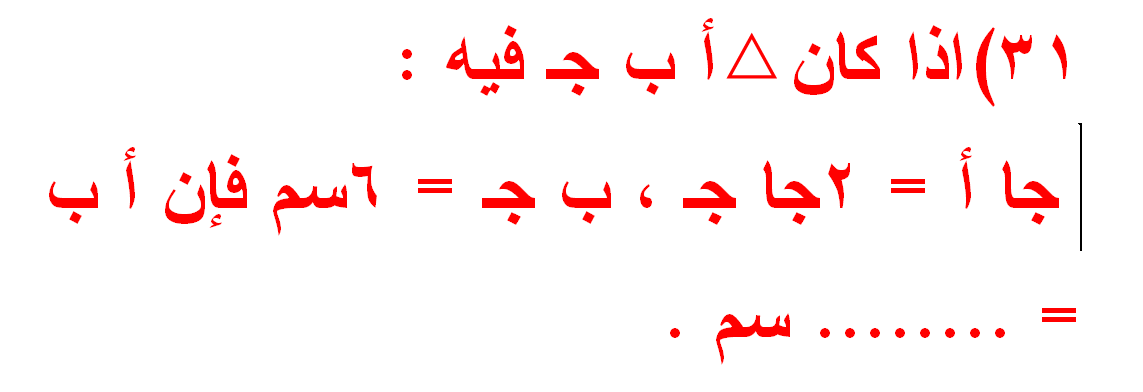 ٣١)اذا كان △ أ ب جـ فيه :
جا أ = ٢جا جـ ، ب جـ = ٦سم فإن أ ب
= ........ سم .